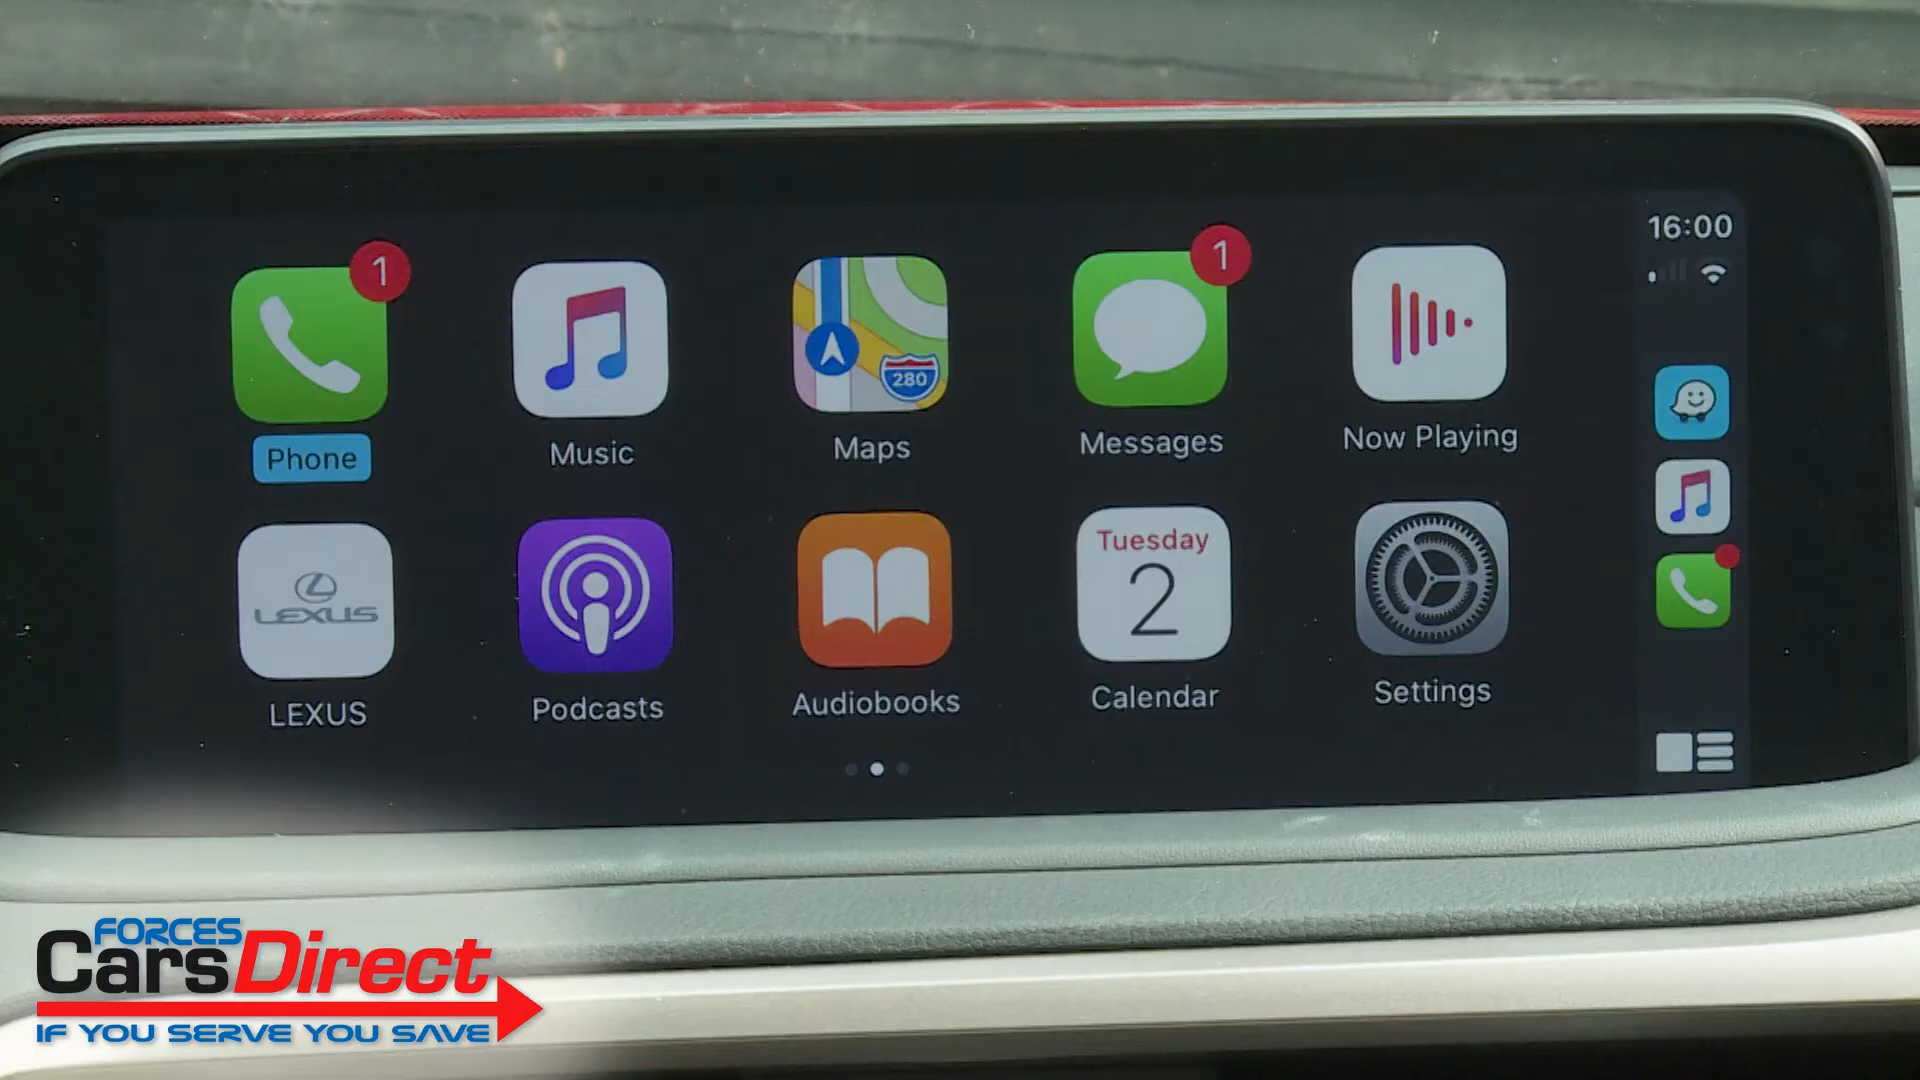 16:00
1
1
280
Phone
Music
Maps
Messages
Now Playing
LEXUS
Tuesday
2
LEXUS
Podcasts
Audiobooks
Calendar
Settings
FORCES
CarsDirect
IF YOU SERVE YOU SAVE